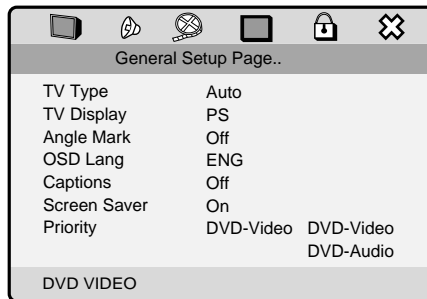 General Setup Page..
TV Type Auto
TV Display PS
Angle Mark Off
OSD Lang ENG
Captions Off
Screen Saver On
Priority DVD-Video DVD-Video
DVD-Audio
DVD VIDEO